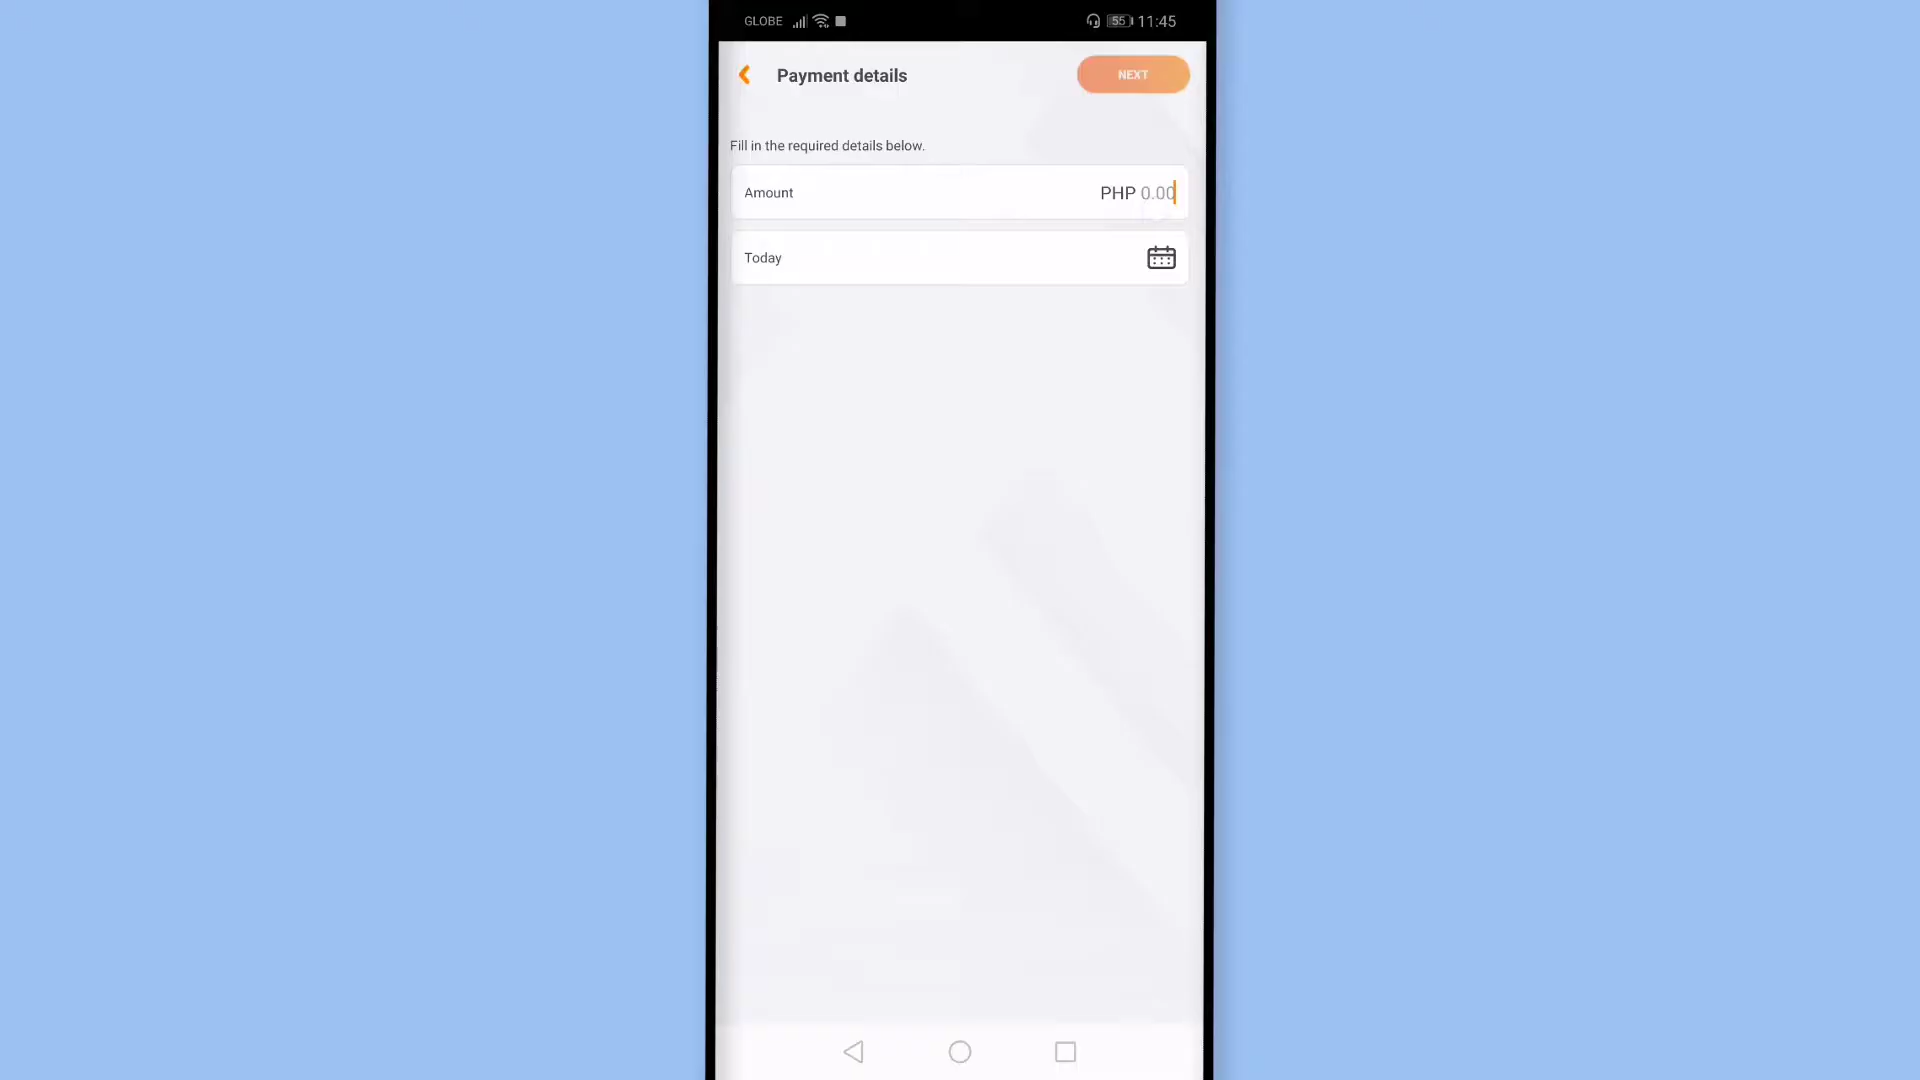 GLOBE 55 11:45
Payment details NEXT
Fill in the required details below.
Amount PHP 0.00
Today